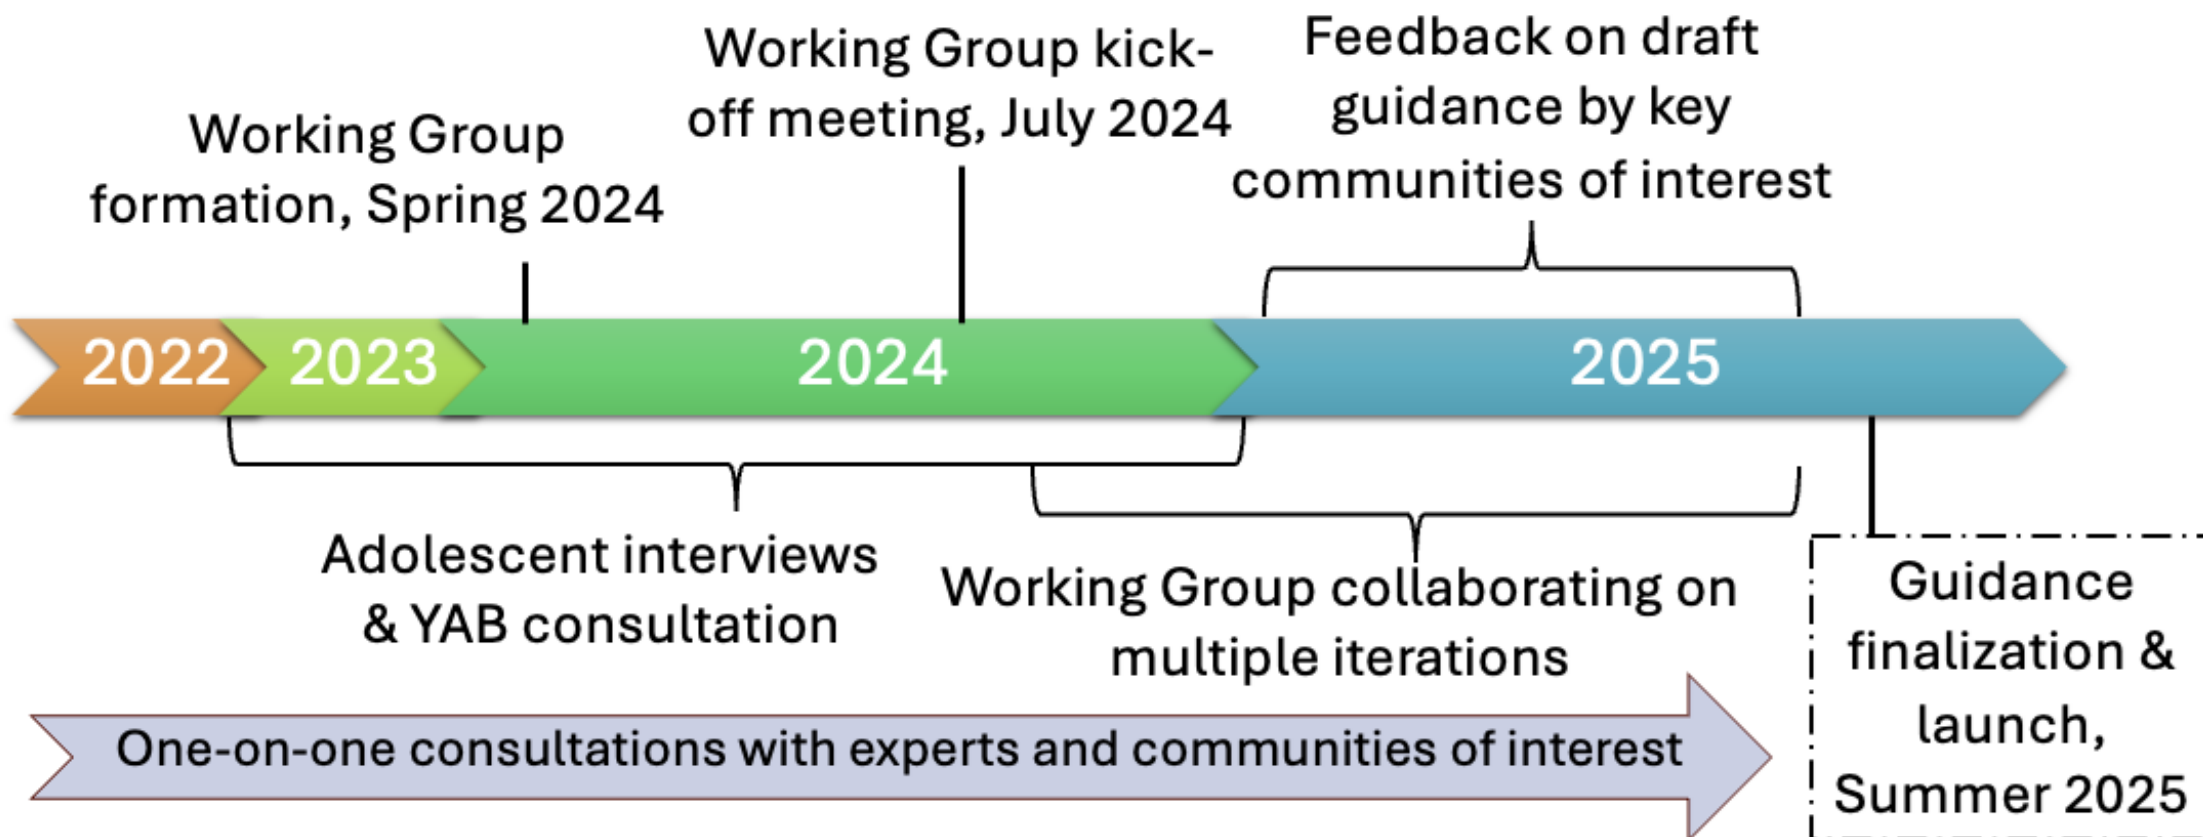 Working Group
formation, Spring 2024
Working Group kick-
off meeting, July 2024
Feedback on draft
guidance by key
communities of interest
2022
2023
2024
2025
Adolescent interviews
& YAB consultation
Working Group collaborating on
multiple iterations
Guidance
finalization &
launch,
Summer 2025
One-on-one consultations with experts and communities of interest